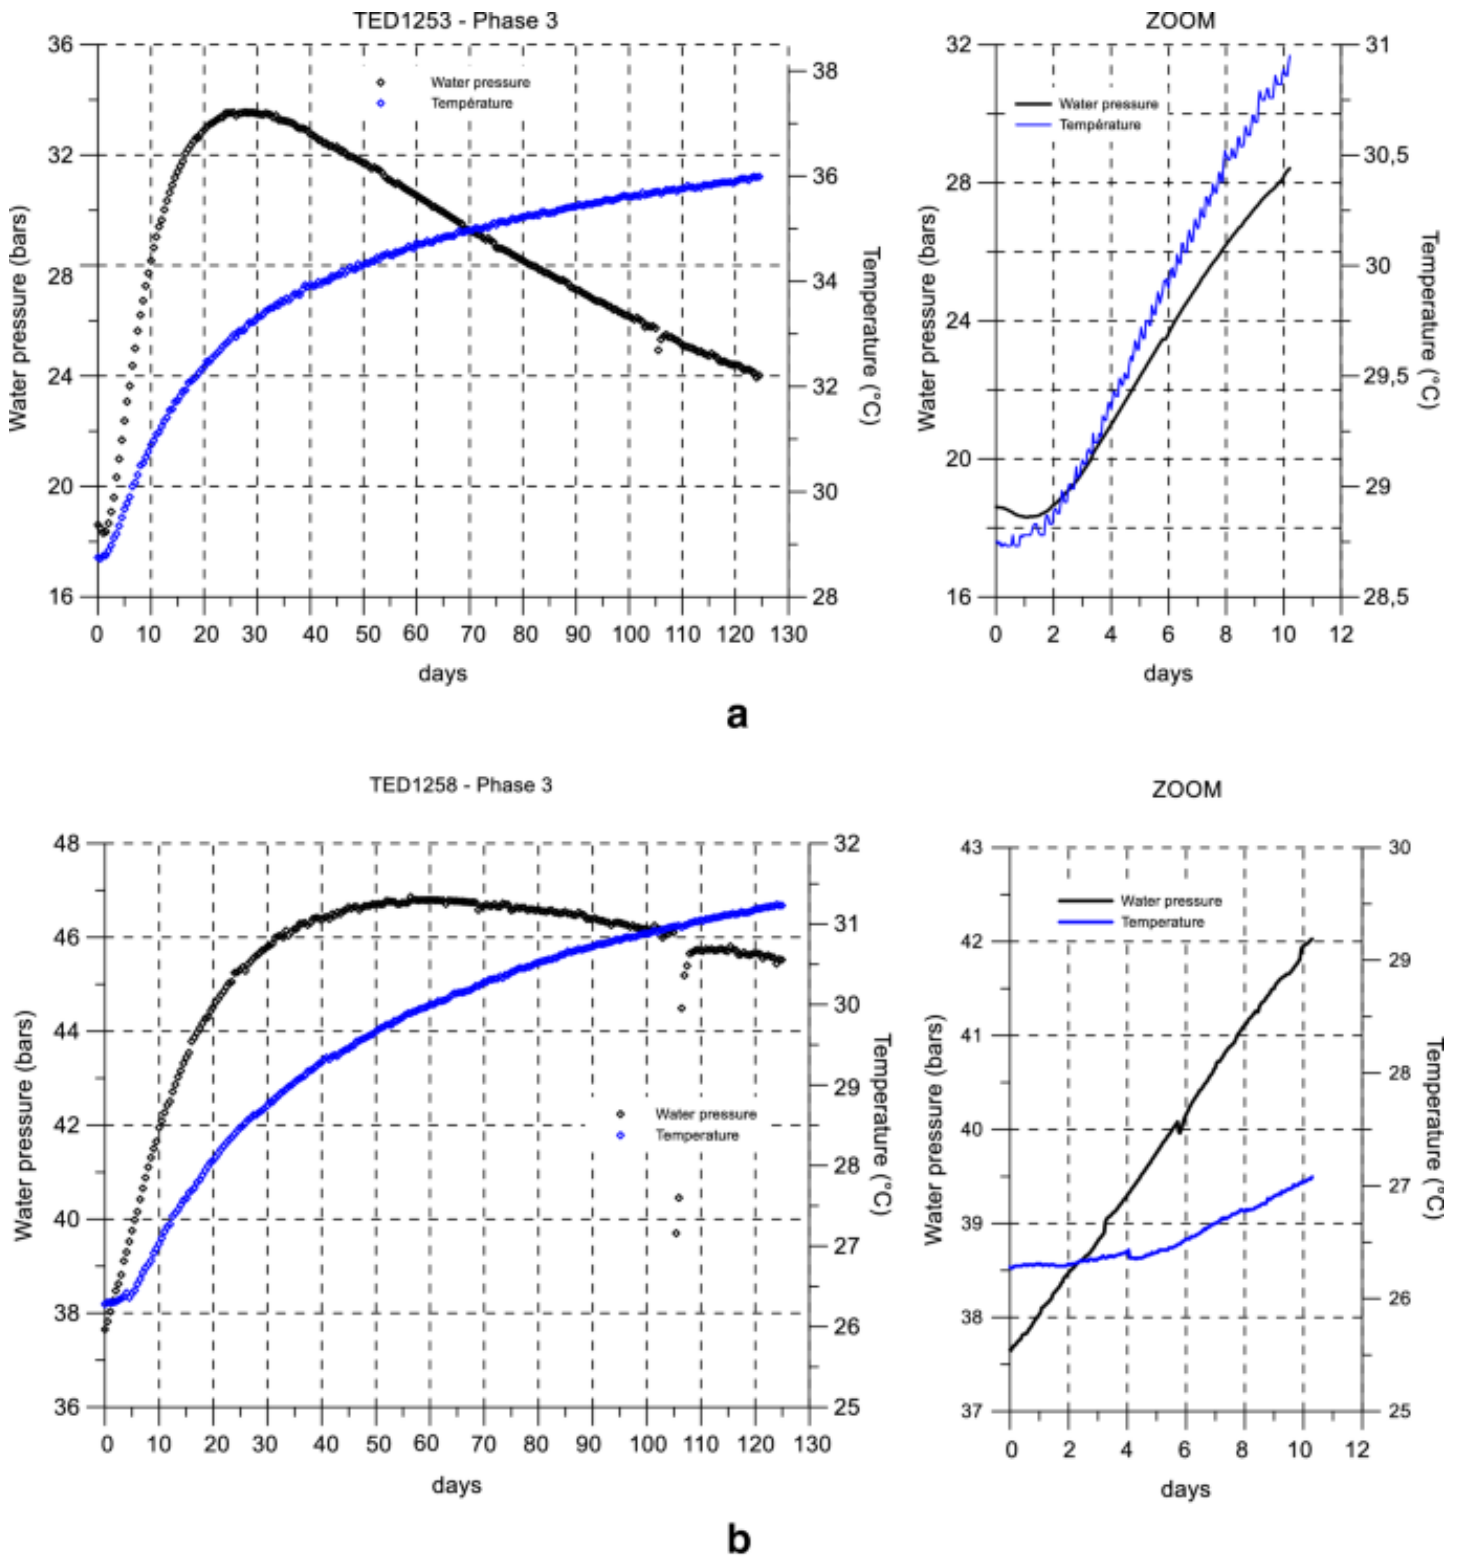 TED1253 - Phase 3
36
32
28
24
20
16
Water pressure (bars)
38
36
34
32
30
28
Temperature (°C)
Water pressure
Température
0 10 20 30 40 50 60 70 80 90 100 110 120 130
days
ZOOM
32
28
24
20
16
Water pressure (bars)
31
30,5
30
29,5
29
28,5
Temperature (°C)
Water pressure
Température
0 2 4 6 8 10 12
days
a
TED1258 - Phase 3
48
46
44
42
40
38
36
Water pressure (bars)
32
31
30
29
28
27
26
25
Temperature (°C)
Water pressure
Temperature
0 10 20 30 40 50 60 70 80 90 100 110 120 130
days
ZOOM
43
42
41
40
39
38
37
Water pressure (bars)
30
29
28
27
26
25
Temperature (°C)
Water pressure
Temperature
0 2 4 6 8 10 12
days
b